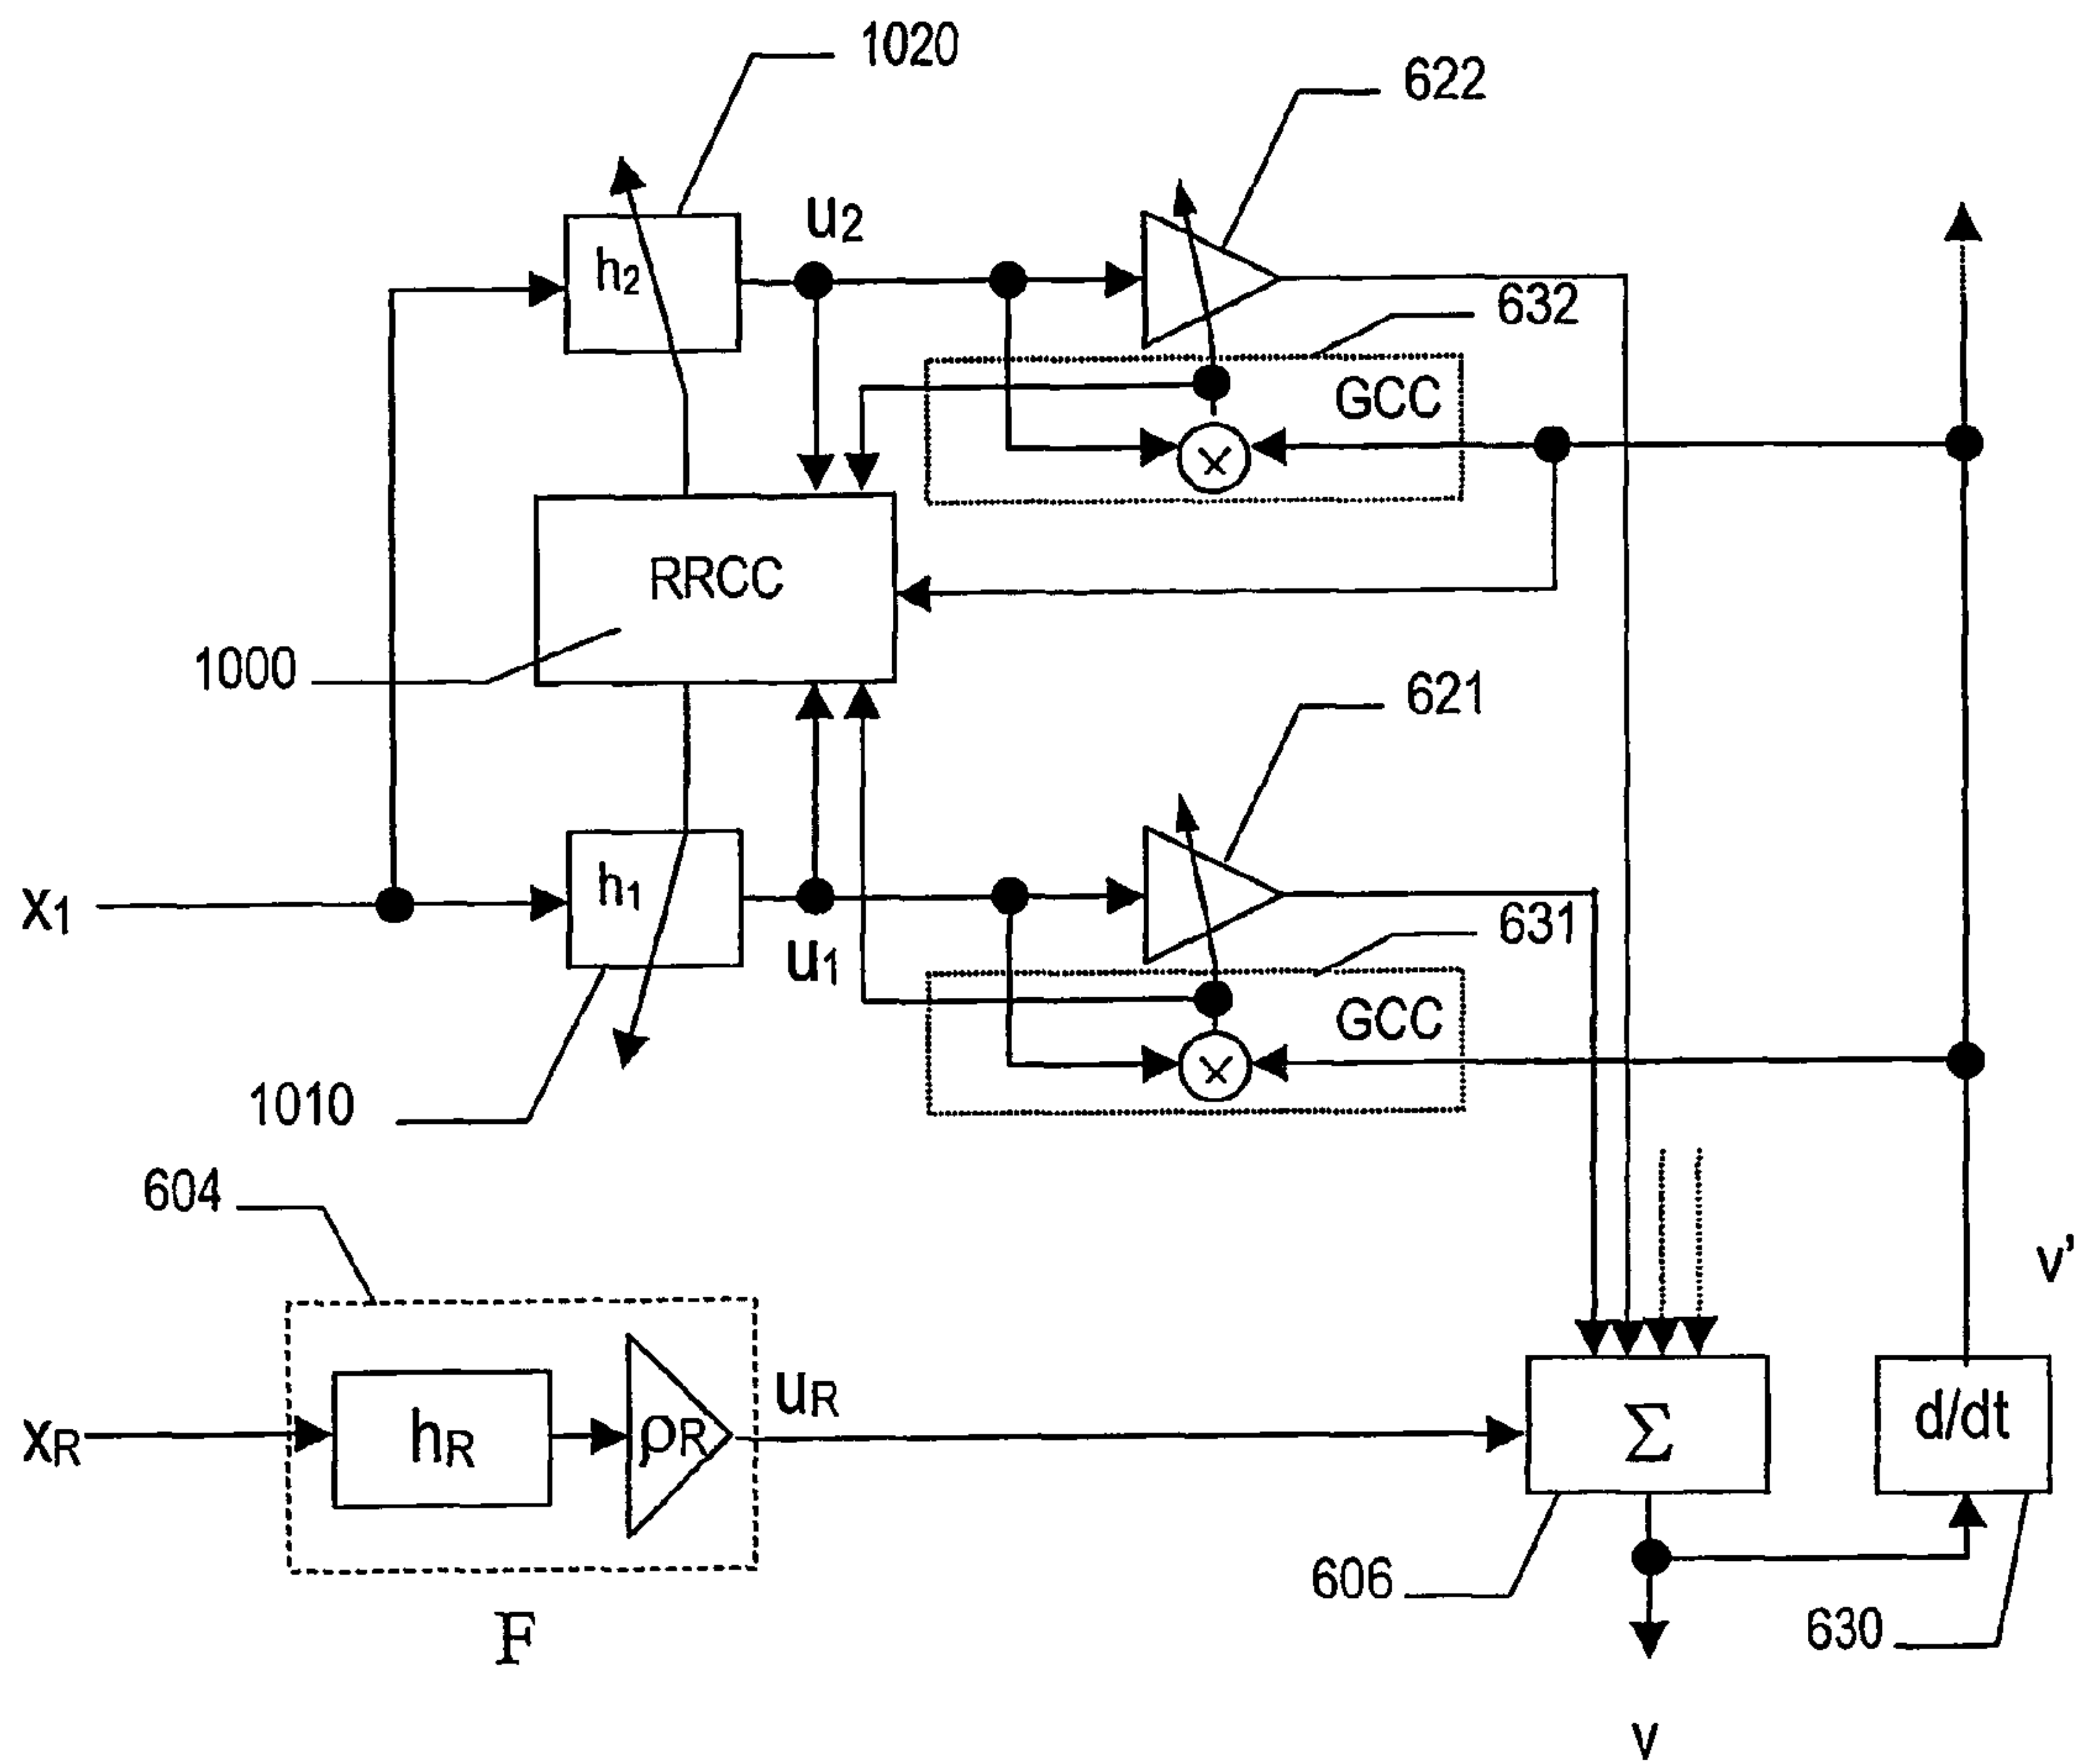 1020
622
u2
h2
632
GCC
x
RRCC
1000
621
h1
x1
631
u1
GCC
x
1010
604
v'
uR
xR
hR
ρR
Σ
d/dt
606
630
F
v